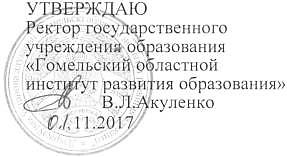 УТВЕРЖДАЮ
Ректор государственного
учреждения образования
«Гомельский областной
институт развития образования»
В.Л.Акуленко
01.11.2017